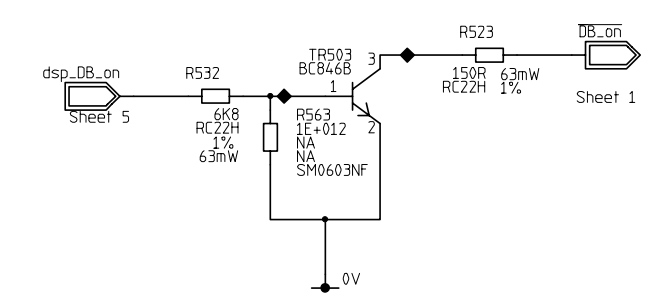 R523
D̅B̅_̅o̅n̅
TR503
BC846B
3
1
2
150R 63mW
RC22H 1%
Sheet 1
dsp_DB_on
Sheet 5
R532
6K8
RC22H
1%
63mW
R563
1E+012
NA
NA
SM0603NF
0V